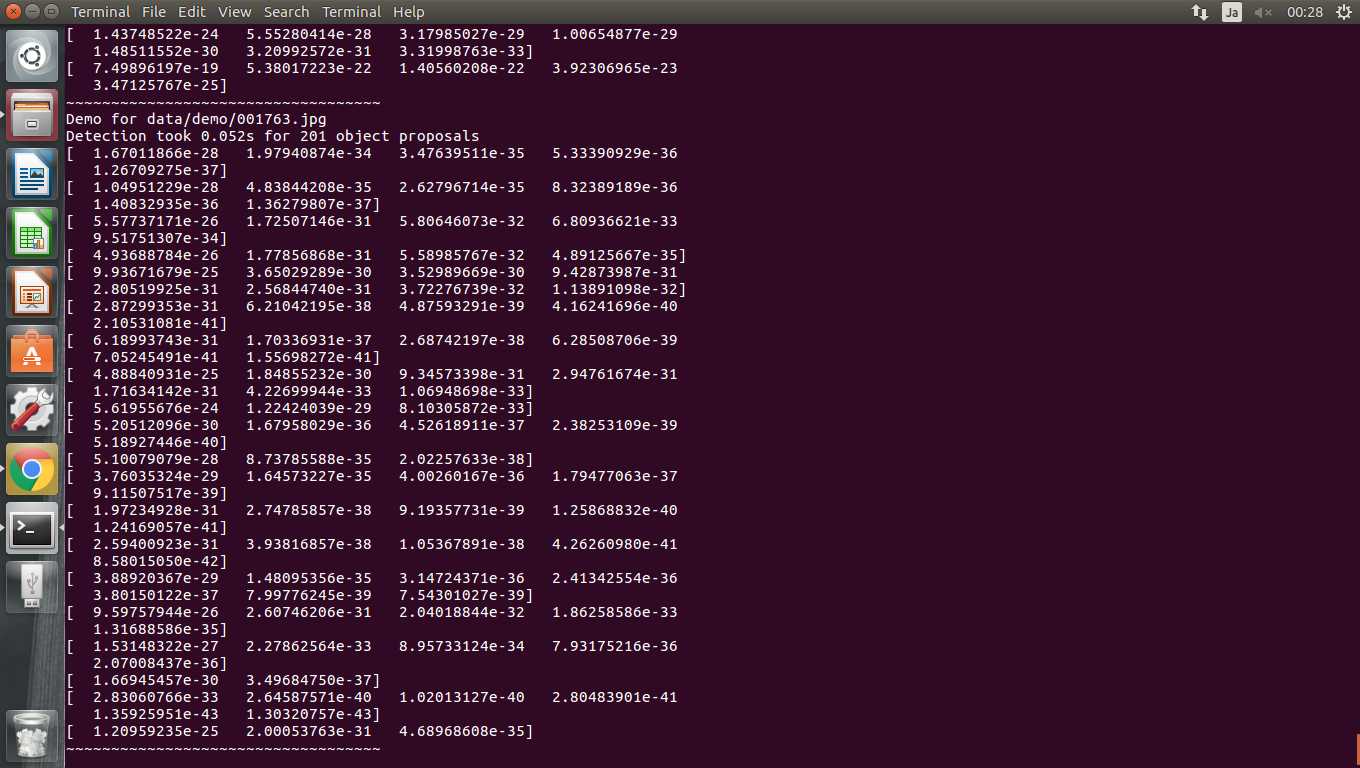 Terminal File Edit View Search Terminal Help Ja 00:28
[ 1.43748522e-24 5.55280414e-28 3.17985027e-29 1.00654877e-29
1.48511552e-30 3.20992572e-31 3.31998763e-33]
[ 7.49896197e-19 5.38017223e-22 1.40560208e-22 3.92306965e-23
3.47125767e-25]
~~~~~~~~~~~~~~~~~~~~~~~~~~~~~~~~~~~
Demo for data/demo/001763.jpg
Detection took 0.052s for 201 object proposals
[ 1.67011866e-28 1.97940874e-34 3.47639511e-35 5.33390929e-36
1.26709275e-37]
[ 1.04951229e-28 4.83844208e-35 2.62796714e-35 8.32389189e-36
1.40832935e-36 1.36279807e-37]
[ 5.57737171e-26 1.72507146e-31 5.80646073e-32 6.80936621e-33
9.51751307e-34]
[ 4.93688784e-26 1.77856868e-31 5.58985767e-32 4.89125667e-35]
[ 9.93671679e-25 3.65029289e-30 3.52989669e-30 9.42873987e-31
2.80519925e-31 2.56844740e-31 3.72276739e-32 1.13891098e-32]
[ 2.87299353e-31 6.21042195e-38 4.87593291e-39 4.16241696e-40
2.10531081e-41]
[ 6.18993743e-31 1.70336931e-37 2.68742197e-38 6.28508706e-39
7.05245491e-41 1.55698272e-41]
[ 4.88840931e-25 1.84855232e-30 9.34573398e-31 2.94761674e-31
1.71634142e-31 4.22699944e-33 1.06948698e-33]
[ 5.61955676e-24 1.22424039e-29 8.10305872e-33]
[ 5.20512096e-30 1.67958029e-36 4.52618911e-37 2.38253109e-39
5.18927446e-40]
[ 5.10079079e-28 8.73785588e-35 2.02257633e-38]
[ 3.76035324e-29 1.64573227e-35 4.00260167e-36 1.79477063e-37
9.11507517e-39]
[ 1.97234928e-31 2.74785857e-38 9.19357731e-39 1.25868832e-40
1.24169057e-41]
[ 2.59400923e-31 3.93816857e-38 1.05367891e-38 4.26260980e-41
8.58015050e-42]
[ 3.88920367e-29 1.48095356e-35 3.14724371e-36 2.41342554e-36
3.80150122e-37 7.99776245e-39 7.54301027e-39]
[ 9.59757944e-26 2.60746206e-31 2.04018844e-32 1.86258586e-33
1.31688586e-35]
[ 1.53148322e-27 2.27862564e-33 8.95733124e-34 7.93175216e-36
2.07008437e-36]
[ 1.66945457e-30 3.49684750e-37]
[ 2.83060766e-33 2.64587571e-40 1.02013127e-40 2.80483901e-41
1.35925951e-43 1.30320757e-43]
[ 1.20959235e-25 2.00053763e-31 4.68968608e-35]
~~~~~~~~~~~~~~~~~~~~~~~~~~~~~~~~~~~